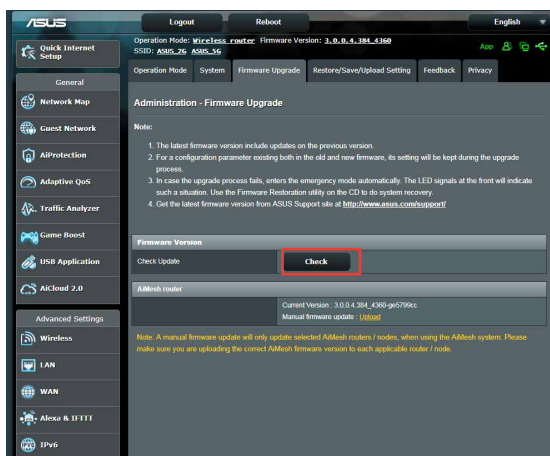 ASUS
Logout
Reboot
English
Quick Internet
Setup
Operation Mode: Wireless router Firmware Version: 3.0.0.4.384_4360
SSID: ASUS_2G ASUS_5G
App
Operation Mode System Firmware Upgrade Restore/Save/Upload Setting Feedback Privacy
General
Network Map
Guest Network
AiProtection
Adaptive QoS
Traffic Analyzer
Game Boost
USB Application
AiCloud 2.0
Advanced Settings
Wireless
LAN
WAN
Alexa & IFTTT
IPv6
Administration - Firmware Upgrade
Note:
1. The latest firmware version include updates on the previous version.
2. For a configuration parameter existing both in the old and new firmware, its setting will be kept during the upgrade
process.
3. In case the upgrade process fails, enters the emergency mode automatically. The LED signals at the front will indicate
such a situation. Use the Firmware Restoration utility on the CD to do system recovery.
4. Get the latest firmware version from ASUS Support site at http://www.asus.com/support/
Firmware Version
Check Update
Check
AiMesh router
Current Version : 3.0.0.4.384_4360-ge5799cc
Manual firmware update : Upload
Note: A manual firmware update will only update selected AiMesh routers / nodes, when using the AiMesh system. Please
make sure you are uploading the correct AiMesh firmware version to each applicable router / node.